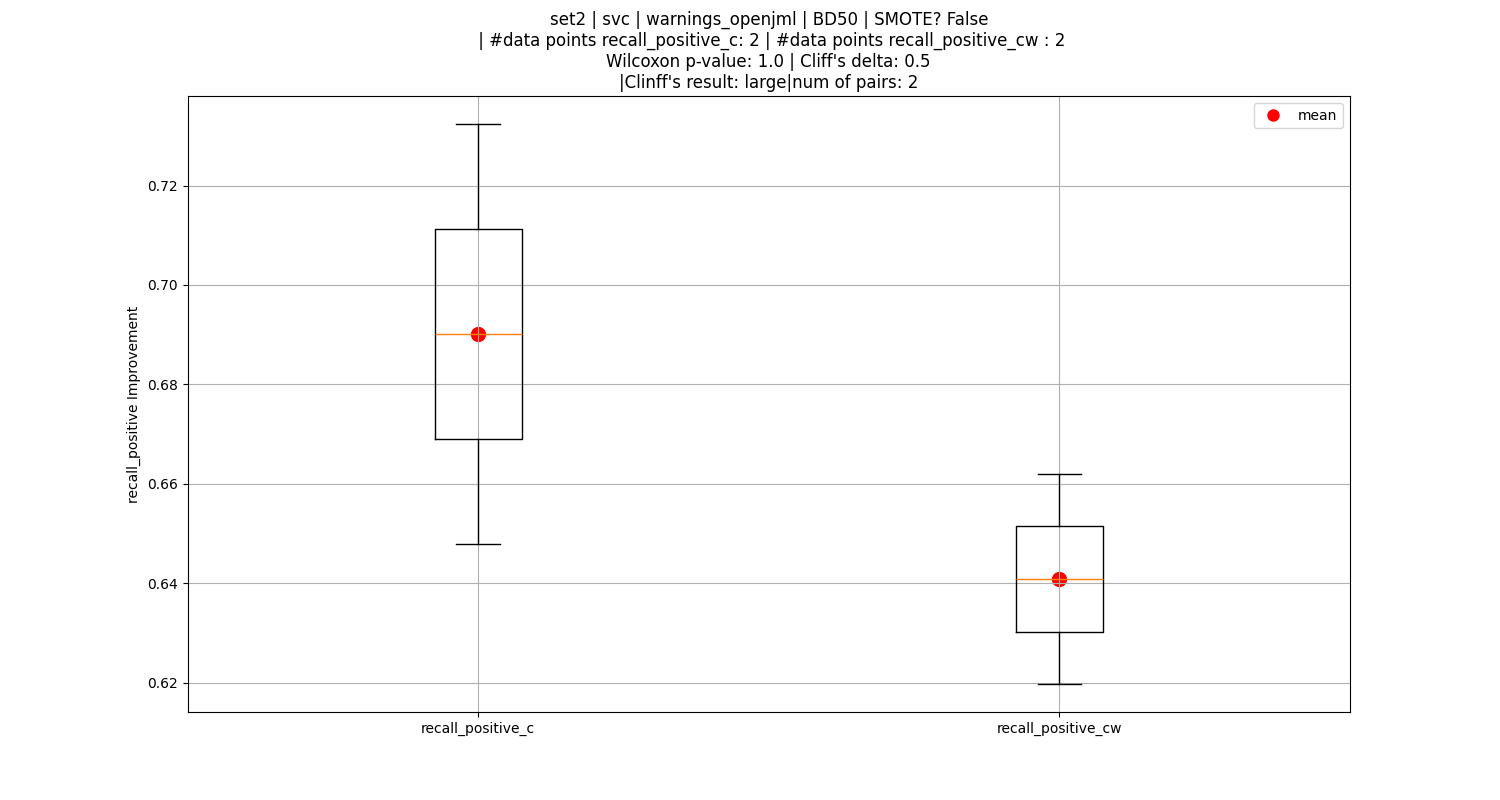 set2 | svc | warnings_openjml | BD50 | SMOTE? False
| #data points recall_positive_c: 2 | #data points recall_positive_cw : 2
Wilcoxon p-value: 1.0 | Cliff's delta: 0.5
|Clinff's result: large|num of pairs: 2
mean
0.72
0.70
0.68
0.66
0.64
0.62
recall_positive Improvement
recall_positive_c
recall_positive_cw